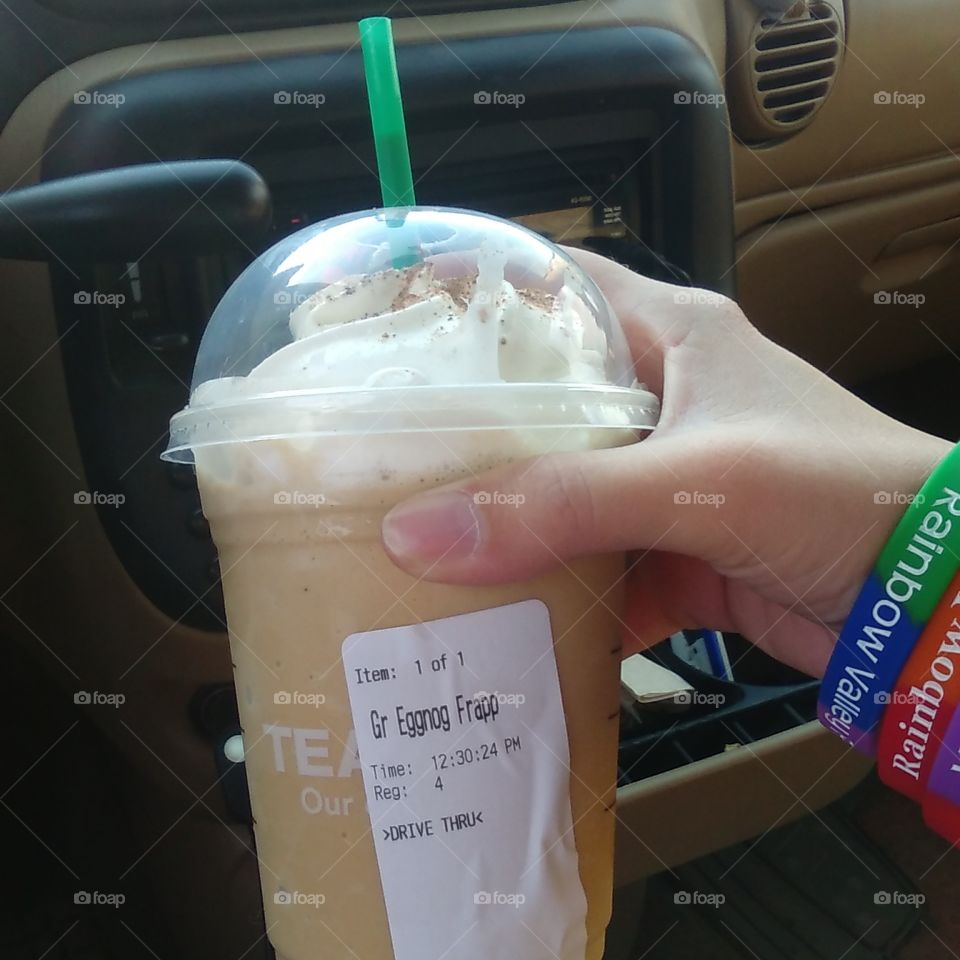 Item: 1 of 1
Gr Eggnog Frapp
Time: 12:30:24 PM
Reg: 4
>DRIVE THRU<
TEA
Our
Rainbow Valley
Rainbow